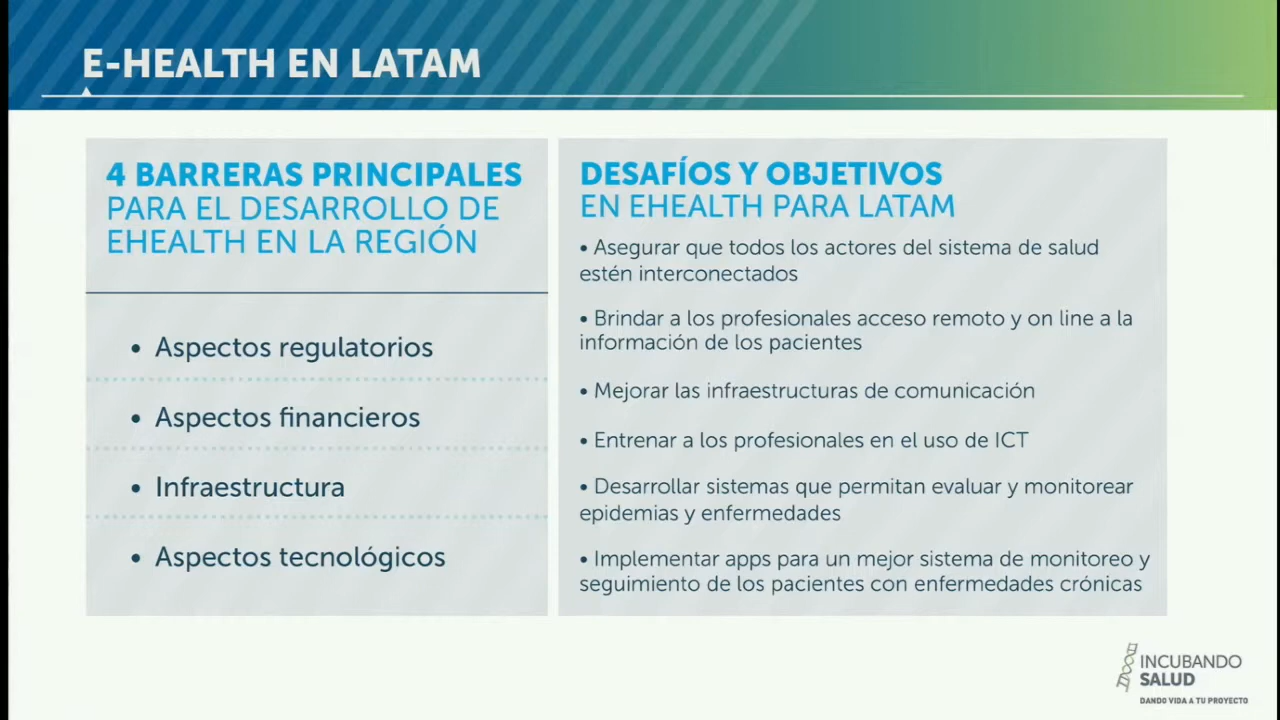 E-HEALTH EN LATAM
4 BARRERAS PRINCIPALES
PARA EL DESARROLLO DE
EHEALTH EN LA REGIÓN
• Aspectos regulatorios
• Aspectos financieros
• Infraestructura
• Aspectos tecnológicos
DESAFÍOS Y OBJETIVOS
EN EHEALTH PARA LATAM
• Asegurar que todos los actores del sistema de salud
estén interconectados
• Brindar a los profesionales acceso remoto y on line a la
información de los pacientes
• Mejorar las infraestructuras de comunicación
• Entrenar a los profesionales en el uso de ICT
• Desarrollar sistemas que permitan evaluar y monitorear
epidemias y enfermedades
• Implementar apps para un mejor sistema de monitoreo y
seguimiento de los pacientes con enfermedades crónicas
INCUBANDO
SALUD
DANDO VIDA A TU PROYECTO